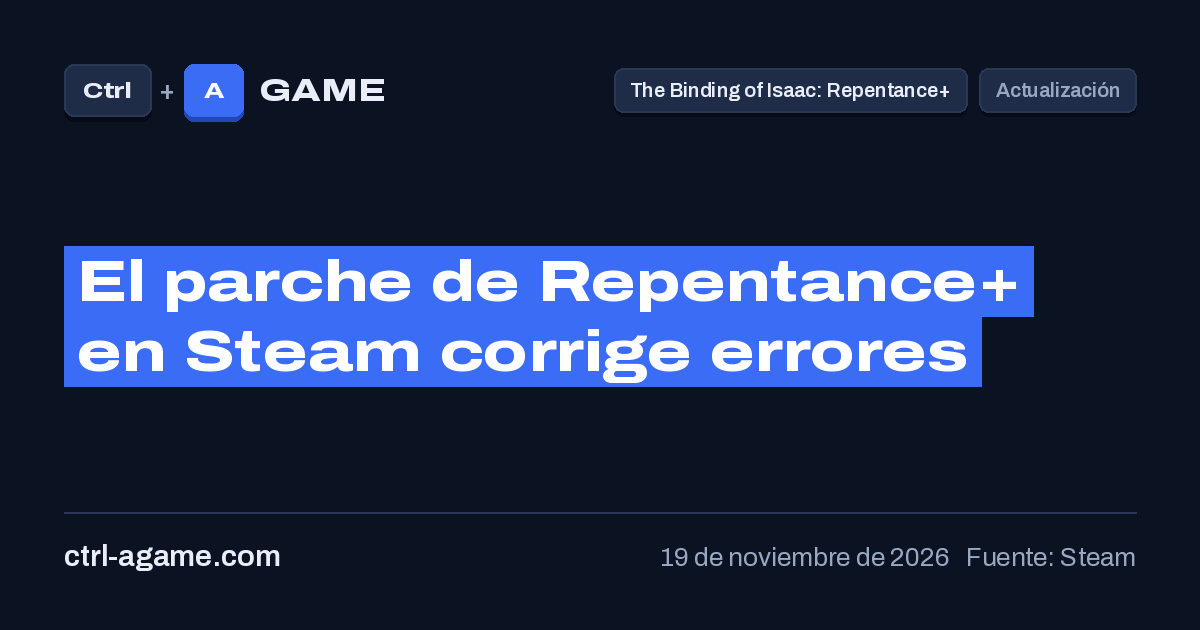 Ctrl + A GAME
The Binding of Isaac: Repentance+ Actualización
El parche de Repentance+
en Steam corrige errores
ctrl-agame.com
19 de noviembre de 2026 Fuente: Steam